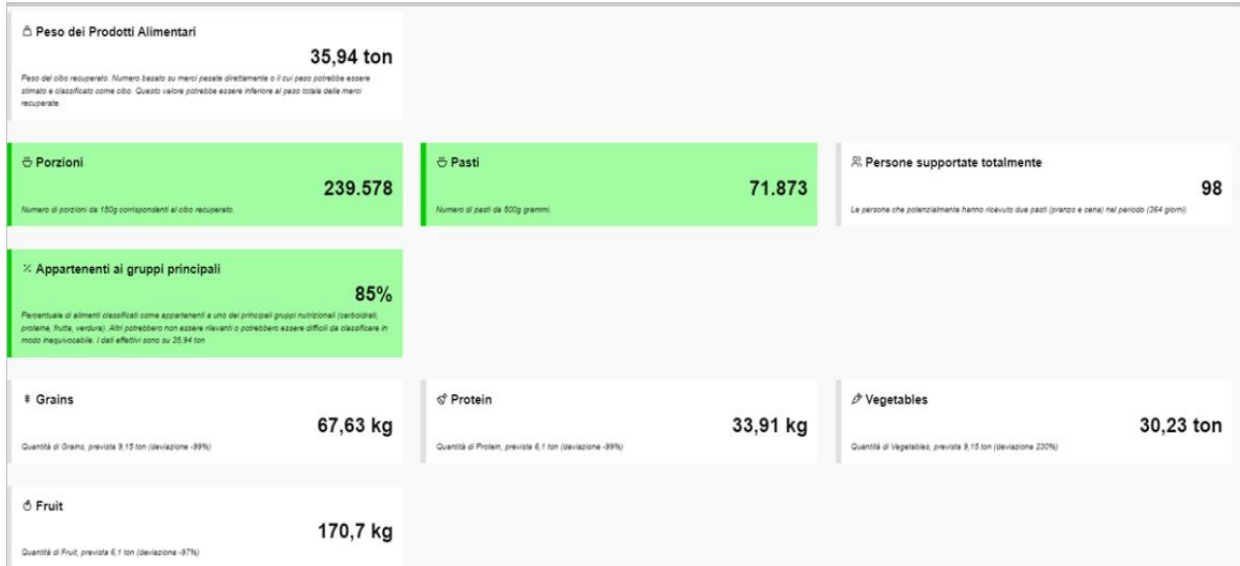 Peso dei Prodotti Alimentari
35,94 ton
Peso del cibo recuperato. Numero basato su merci pesate direttamente o il cui peso potrebbe essere
stimato e classificato come cibo. Questo valore potrebbe essere inferiore al peso totale delle merci
recuperate.
Porzioni
239.578
Numero di porzioni da 150g corrispondenti al cibo recuperato.
Pasti
71.873
Numero di pasti da 500g grammi.
Persone supportate totalmente
98
Le persone che potenzialmente hanno ricevuto due pasti (pranzo e cena) nel periodo (364 giorni).
Appartenenti ai gruppi principali
85%
Percentuale di alimenti classificati come appartenenti a uno dei principali gruppi nutrizionali (carboidrati,
proteine, frutta, verdura). Altri potrebbero non essere rilevanti o potrebbero essere difficili da classificare in
modo inequivocabile. I dati effettivi sono su 35,94 ton
Grains
67,63 kg
Quantità di Grains, prevista 9,15 ton (deviazione -99%)
Protein
33,91 kg
Quantità di Protein, prevista 6,1 ton (deviazione -99%)
Vegetables
30,23 ton
Quantità di Vegetables, prevista 9,15 ton (deviazione 230%)
Fruit
170,7 kg
Quantità di Fruit, prevista 6,1 ton (deviazione -97%)